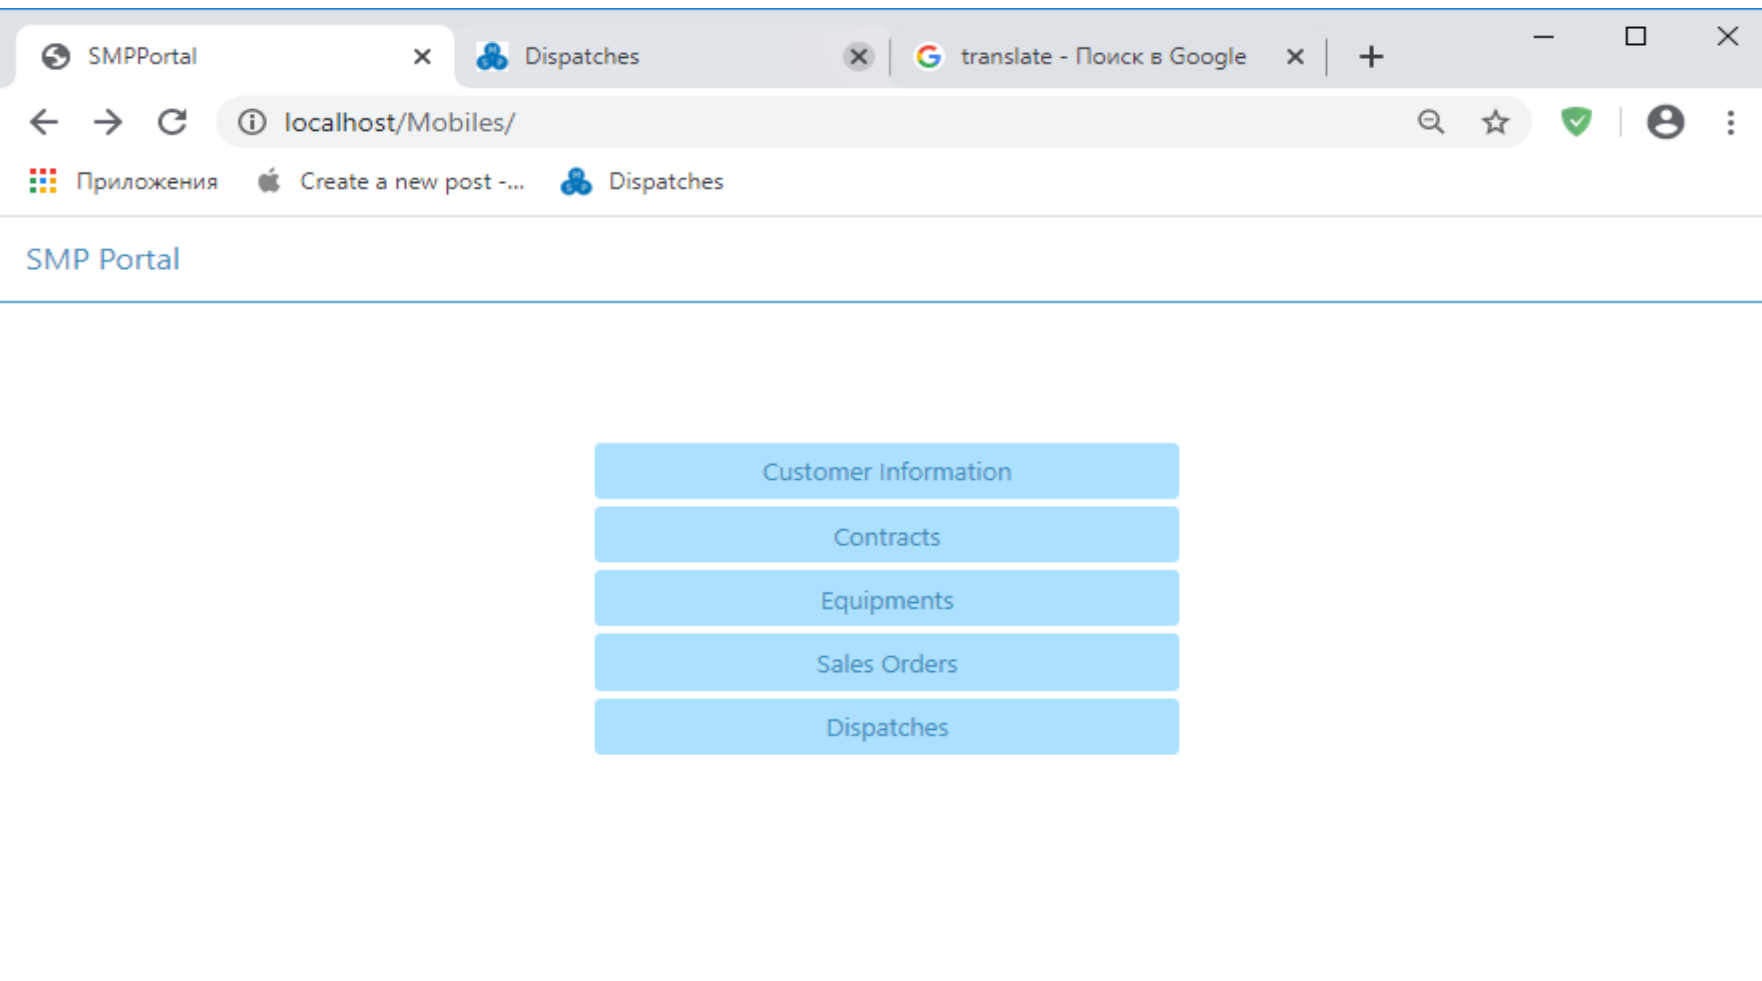 SMPPortal
Dispatches
translate - Поиск в Google
localhost/Mobiles/
Приложения
Create a new post -...
Dispatches
SMP Portal
Customer Information
Contracts
Equipments
Sales Orders
Dispatches